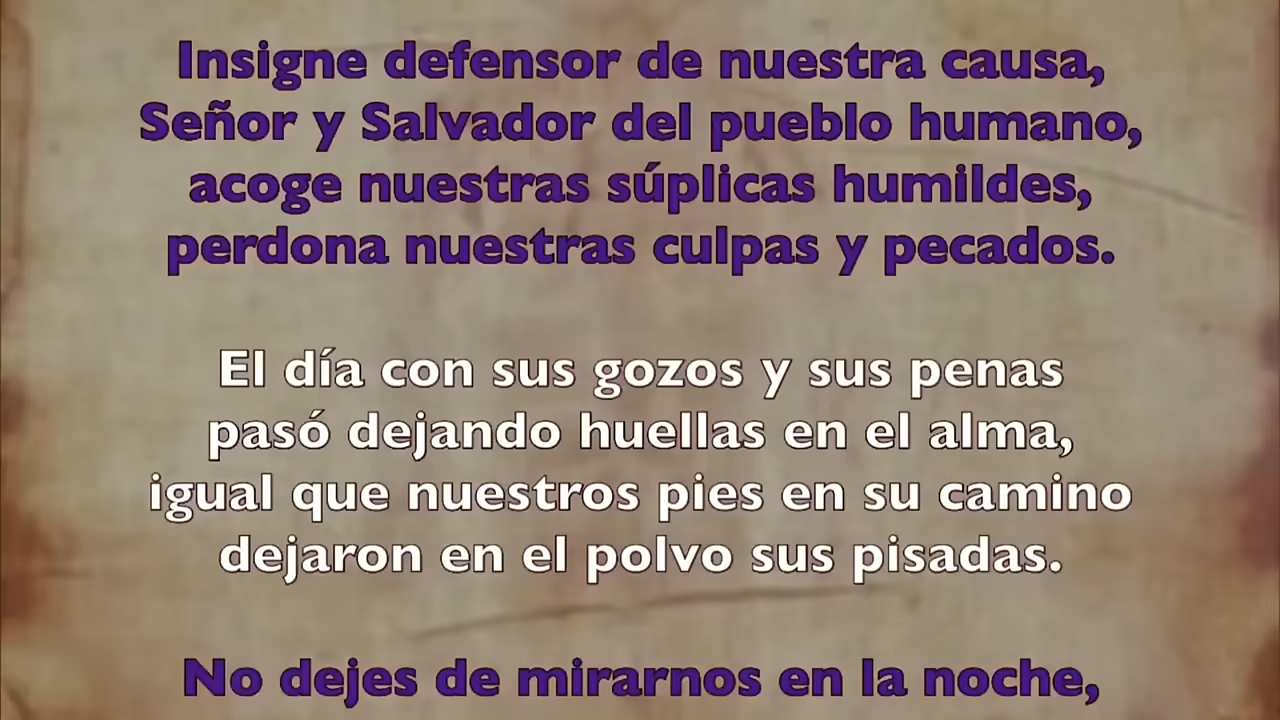 Insigne defensor de nuestra causa,
Señor y Salvador del pueblo humano,
acoge nuestras súplicas humildes,
perdona nuestras culpas y pecados.
El día con sus gozos y sus penas
pasó dejando huellas en el alma,
igual que nuestros pies en su camino
dejaron en el polvo sus pisadas.
No dejes de mirarnos en la noche,